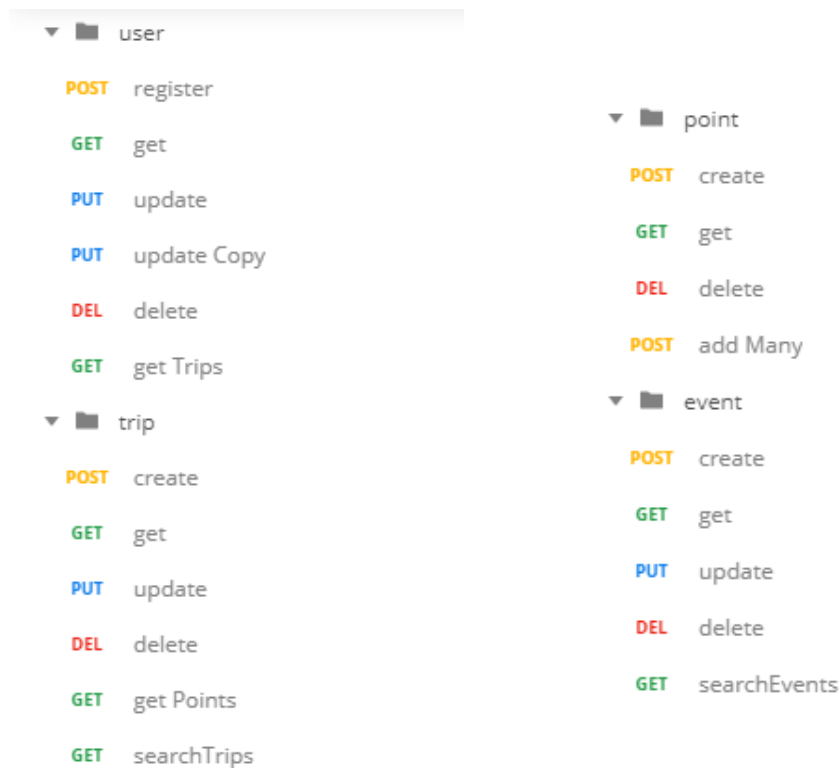 user
POST register
GET get
PUT update
PUT update Copy
DEL delete
GET get Trips
trip
POST create
GET get
PUT update
DEL delete
GET get Points
GET searchTrips
point
POST create
GET get
DEL delete
POST add Many
event
POST create
GET get
PUT update
DEL delete
GET searchEvents